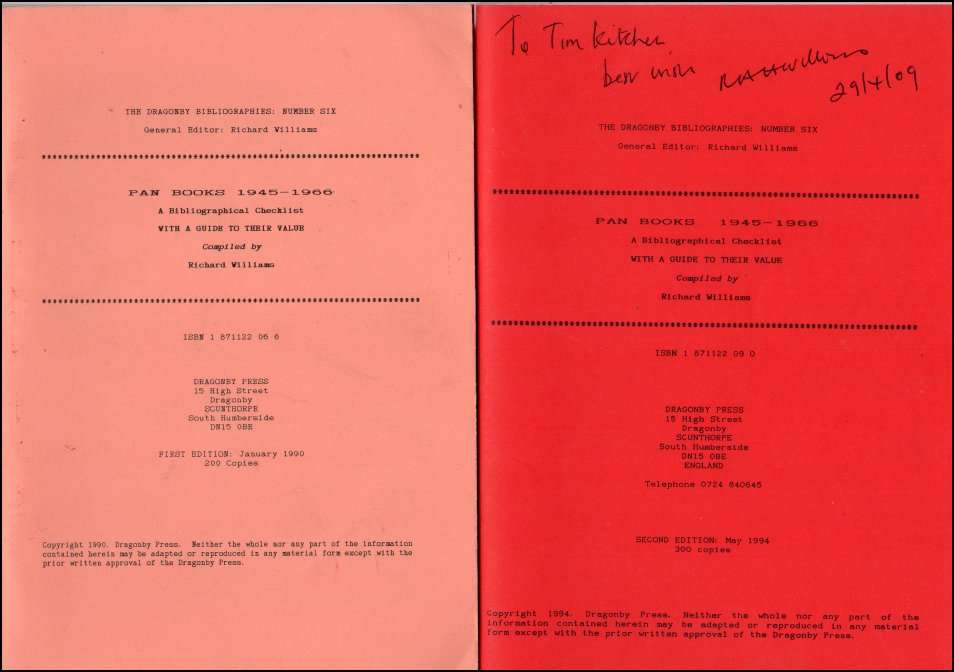 THE DRAGONBY BIBLIOGRAPHIES: NUMBER SIX
General Editor: Richard Williams
PAN BOOKS 1945-1966
A Bibliographical Checklist
WITH A GUIDE TO THEIR VALUE
Compiled by
Richard Williams
ISBN 1 871122 05 6
DRAGONBY PRESS
15 High Street
Dragonby
SCUNTHORPE
South Humberside
DN15 0BE
FIRST EDITION: January 1990
200 Copies
Copyright 1990. Dragonby Press. Neither the whole nor any part of the information
contained herein may be adapted or reproduced in any material form except with the
prior written approval of the Dragonby Press.
To Tim Kitchen
best wishes
29/4/09
THE DRAGONBY BIBLIOGRAPHIES: NUMBER SIX
General Editor: Richard Williams
PAN BOOKS 1945-1966
A Bibliographical Checklist
WITH A GUIDE TO THEIR VALUE
Compiled by
Richard Williams
ISBN 1 871122 09 0
DRAGONBY PRESS
15 High Street
Dragonby
SCUNTHORPE
South Humberside
DN15 0BE
ENGLAND
Telephone 0724 840645
SECOND EDITION: May 1994
300 copies
Copyright 1994. Dragonby Press. Neither the whole nor any part of the
information contained herein may be adapted or reproduced in any material
form except with the prior written approval of the Dragonby Press.